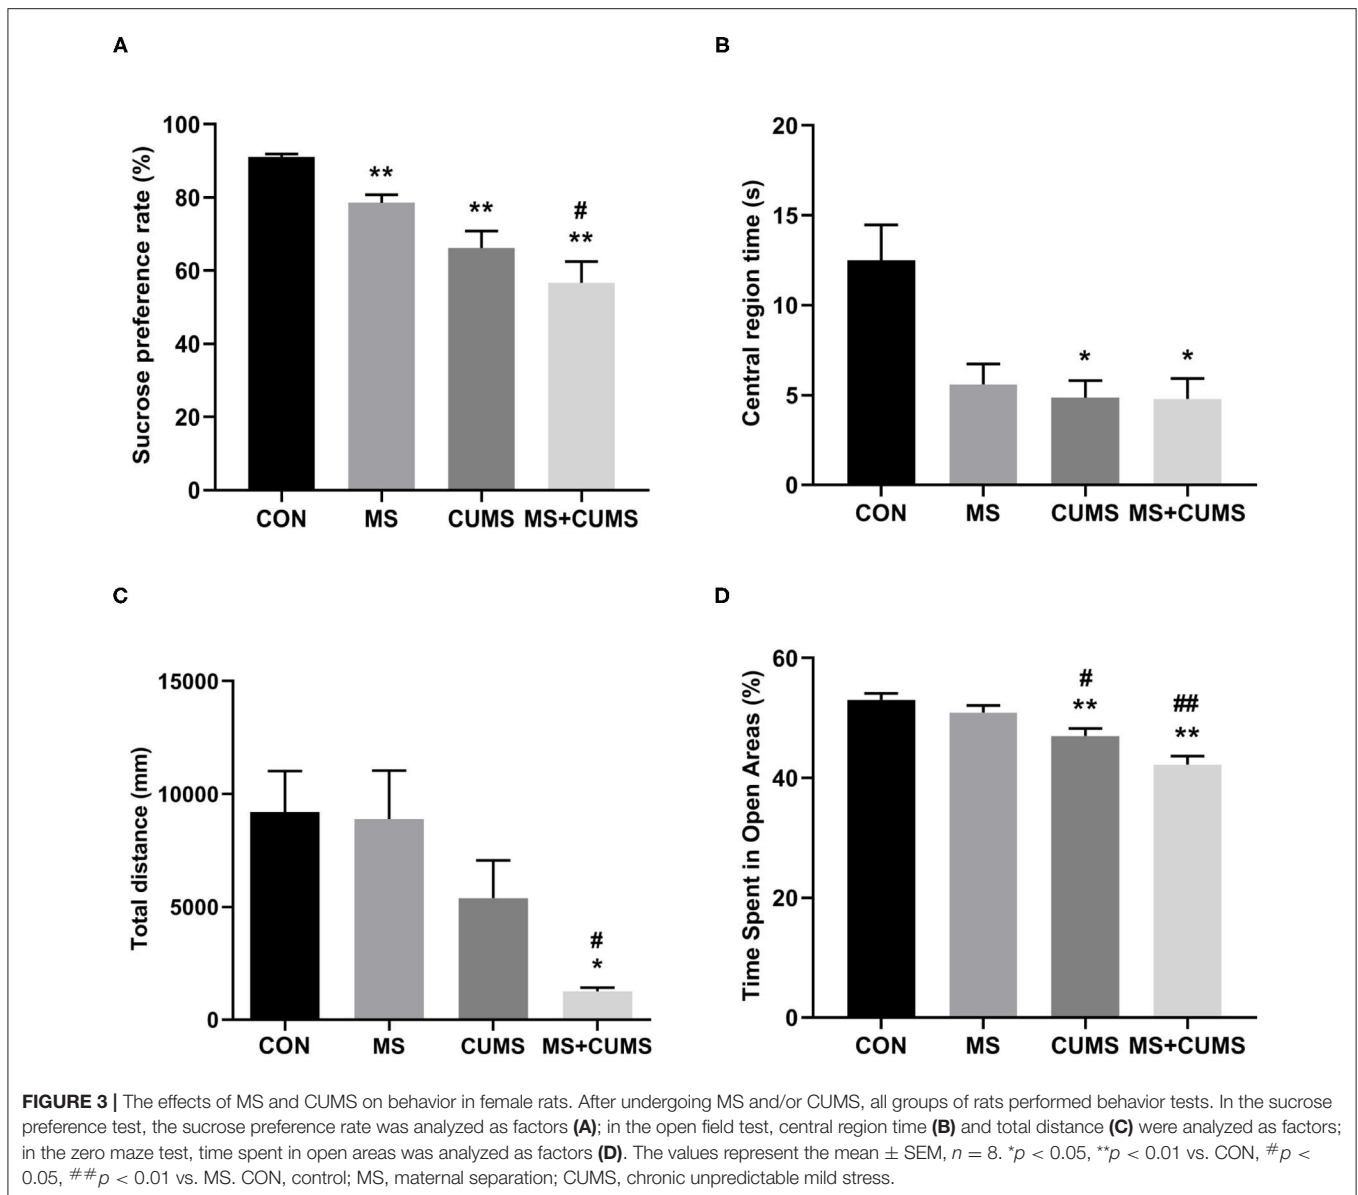 A
Sucrose preference rate (%)
100
80
60
40
20
0
**
**
#
**
CON MS CUMS MS+CUMS
B
Central region time (s)
20
15
10
5
0
*
*
CON MS CUMS MS+CUMS
C
Total distance (mm)
15000
10000
5000
0
#
*
CON MS CUMS MS+CUMS
D
Time Spent in Open Areas (%)
60
40
20
0
#
**
##
**
CON MS CUMS MS+CUMS
FIGURE 3 | The effects of MS and CUMS on behavior in female rats. After undergoing MS and/or CUMS, all groups of rats performed behavior tests. In the sucrose
preference test, the sucrose preference rate was analyzed as factors (A); in the open field test, central region time (B) and total distance (C) were analyzed as factors;
in the zero maze test, time spent in open areas was analyzed as factors (D). The values represent the mean ± SEM, n = 8. *p < 0.05, **p < 0.01 vs. CON, #p <
0.05, ##p < 0.01 vs. MS. CON, control; MS, maternal separation; CUMS, chronic unpredictable mild stress.